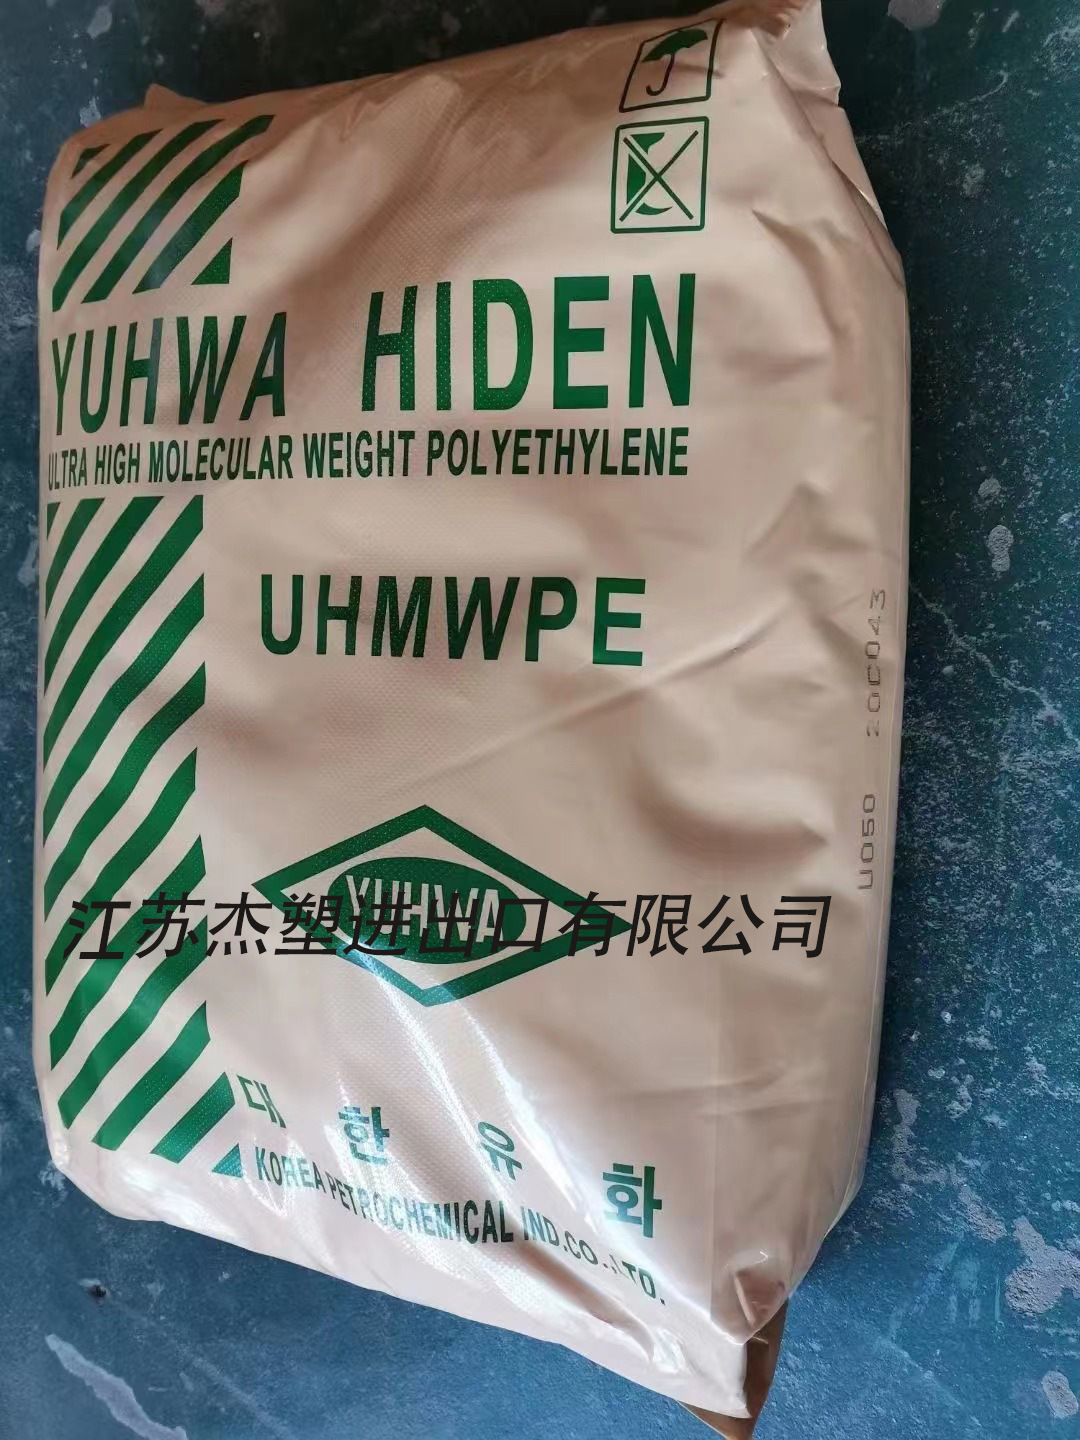 YUHWA HIDEN
ULTRA HIGH MOLECULAR WEIGHT POLYETHYLENE
UHMWPE
U050 20C043
YUHWA
江苏杰塑进出口有限公司
대한유화
KOREA PETROCHEMICAL IND.CO.,LTD.